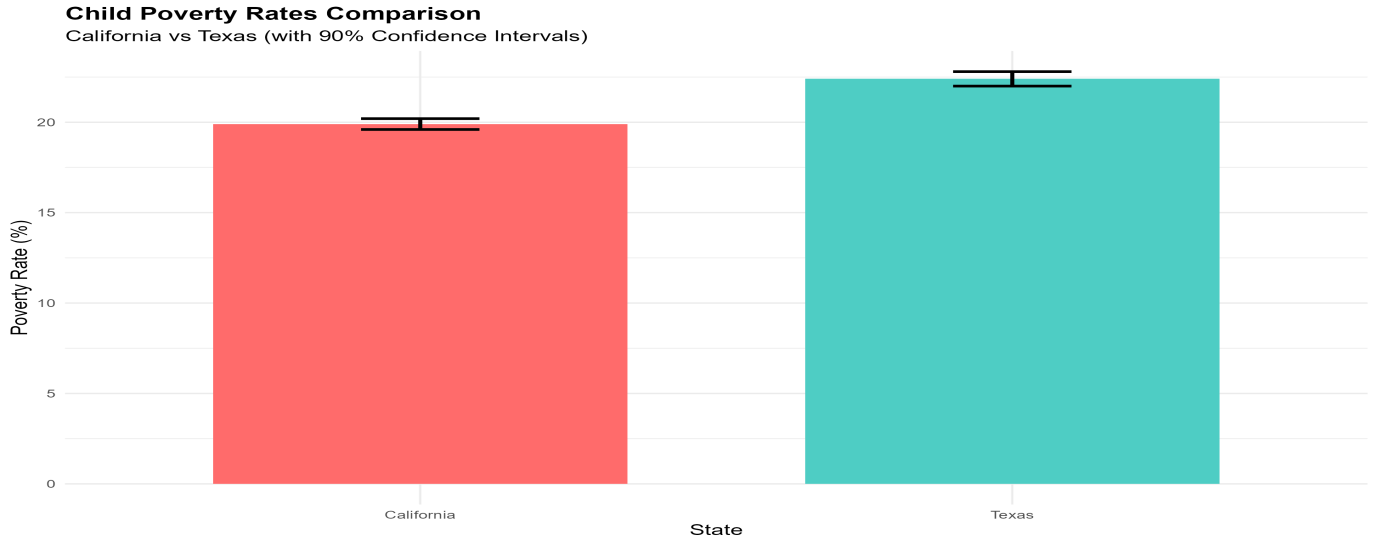 Child Poverty Rates Comparison
California vs Texas (with 90% Confidence Intervals)
Poverty Rate (%)
20
15
10
5
0
California
Texas
State